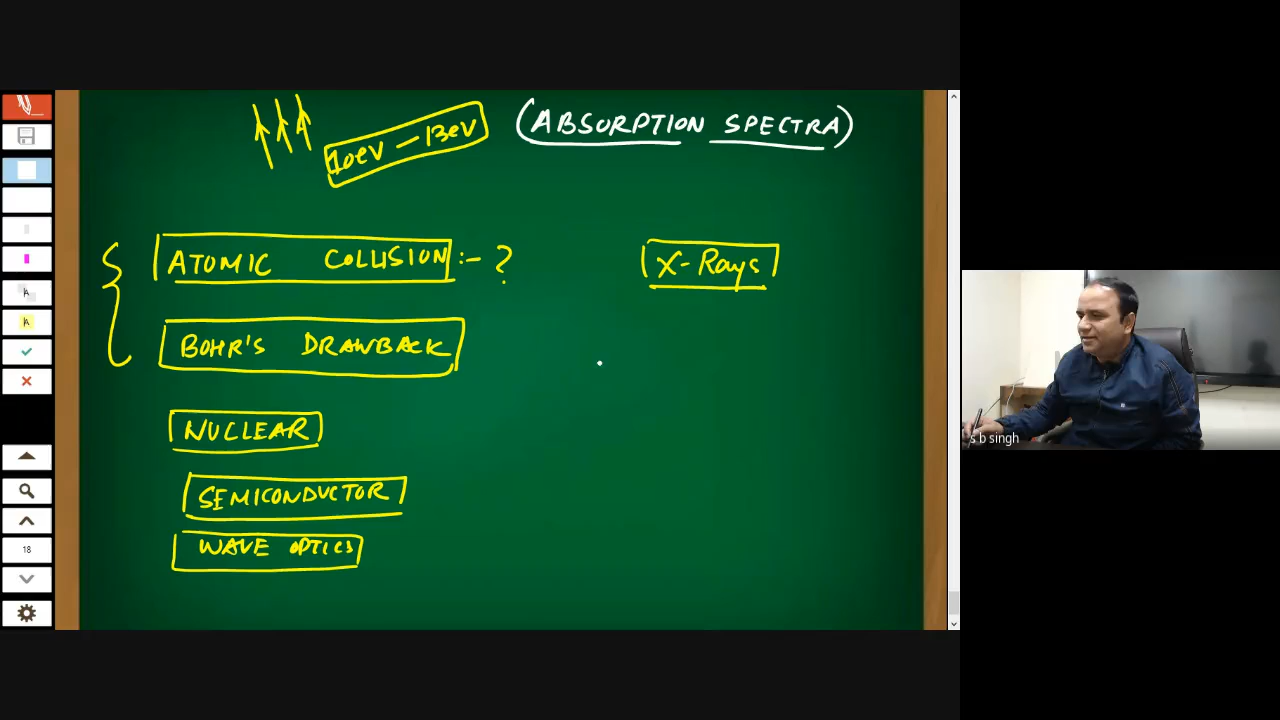 10eV — 13eV (ABSORPTION SPECTRA)
ATOMIC COLLISION :- ? X-Rays
BOHR'S DRAWBACK
NUCLEAR
SEMICONDUCTOR
WAVE OPTICS
s b singh
A
A
18